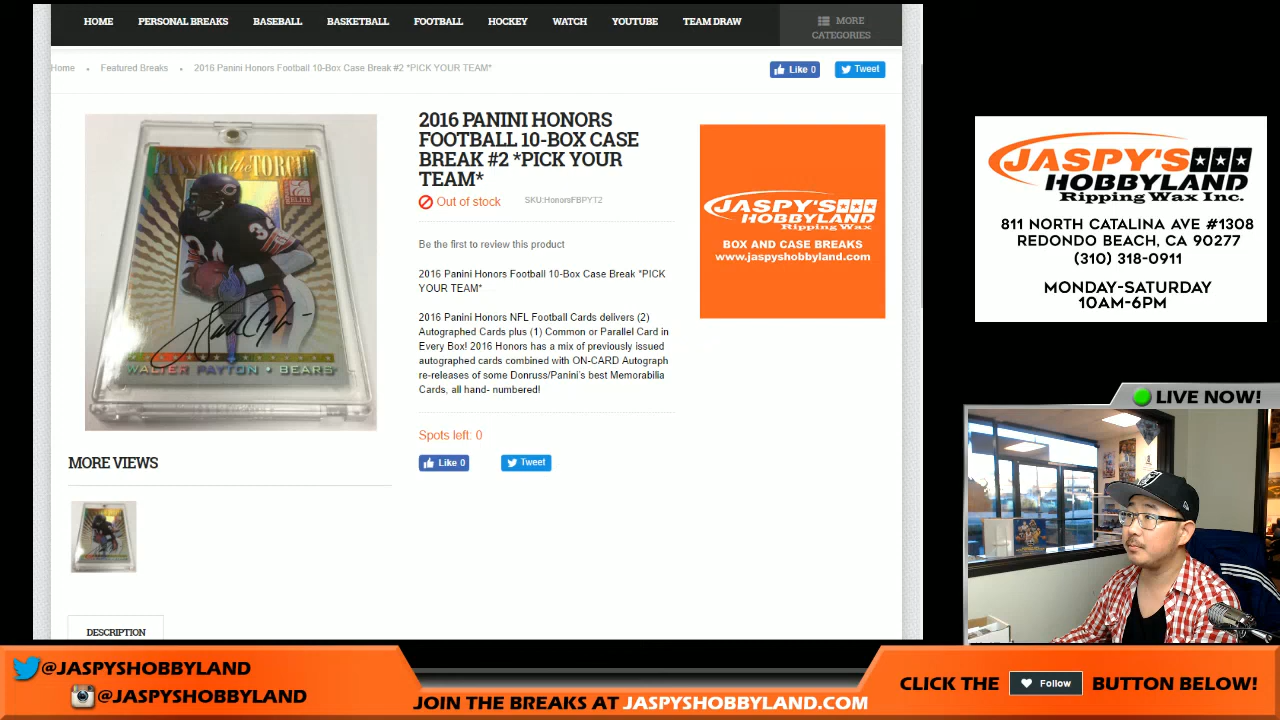 HOME PERSONAL BREAKS BASEBALL BASKETBALL FOOTBALL HOCKEY WATCH YOUTUBE TEAM DRAW MORE
CATEGORIES
Home • Featured Breaks • 2016 Panini Honors Football 10-Box Case Break #2 *PICK YOUR TEAM*
Like 0 Tweet
PASSING the TORCH
ELITE
34
WALTER PAYTON • BEARS
MORE VIEWS
DESCRIPTION
2016 PANINI HONORS
FOOTBALL 10-BOX CASE
BREAK #2 *PICK YOUR
TEAM*
Out of stock SKU:HonorsFBPYT2
Be the first to review this product
2016 Panini Honors Football 10-Box Case Break *PICK
YOUR TEAM*
2016 Panini Honors NFL Football Cards delivers (2)
Autographed Cards plus (1) Common or Parallel Card in
Every Box! 2016 Honors has a mix of previously issued
autographed cards combined with ON-CARD Autograph
re-releases of some Donruss/Panini's best Memorabilia
Cards, all hand- numbered!
Spots left: 0
Like 0 Tweet
JASPY'S
HOBBYLAND
Ripping Wax
BOX AND CASE BREAKS
www.jaspyshobbyland.com
JASPY'S
HOBBYLAND
Ripping Wax Inc.
811 NORTH CATALINA AVE #1308
REDONDO BEACH, CA 90277
(310) 318-0911
MONDAY-SATURDAY
10AM-6PM
LIVE NOW!
@JASPYSHOBBYLAND
@JASPYSHOBBYLAND
JOIN THE BREAKS AT JASPYSHOBBYLAND.COM
CLICK THE Follow BUTTON BELOW!